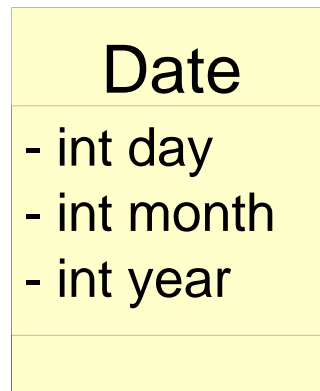 Date
- int day
- int month
- int year